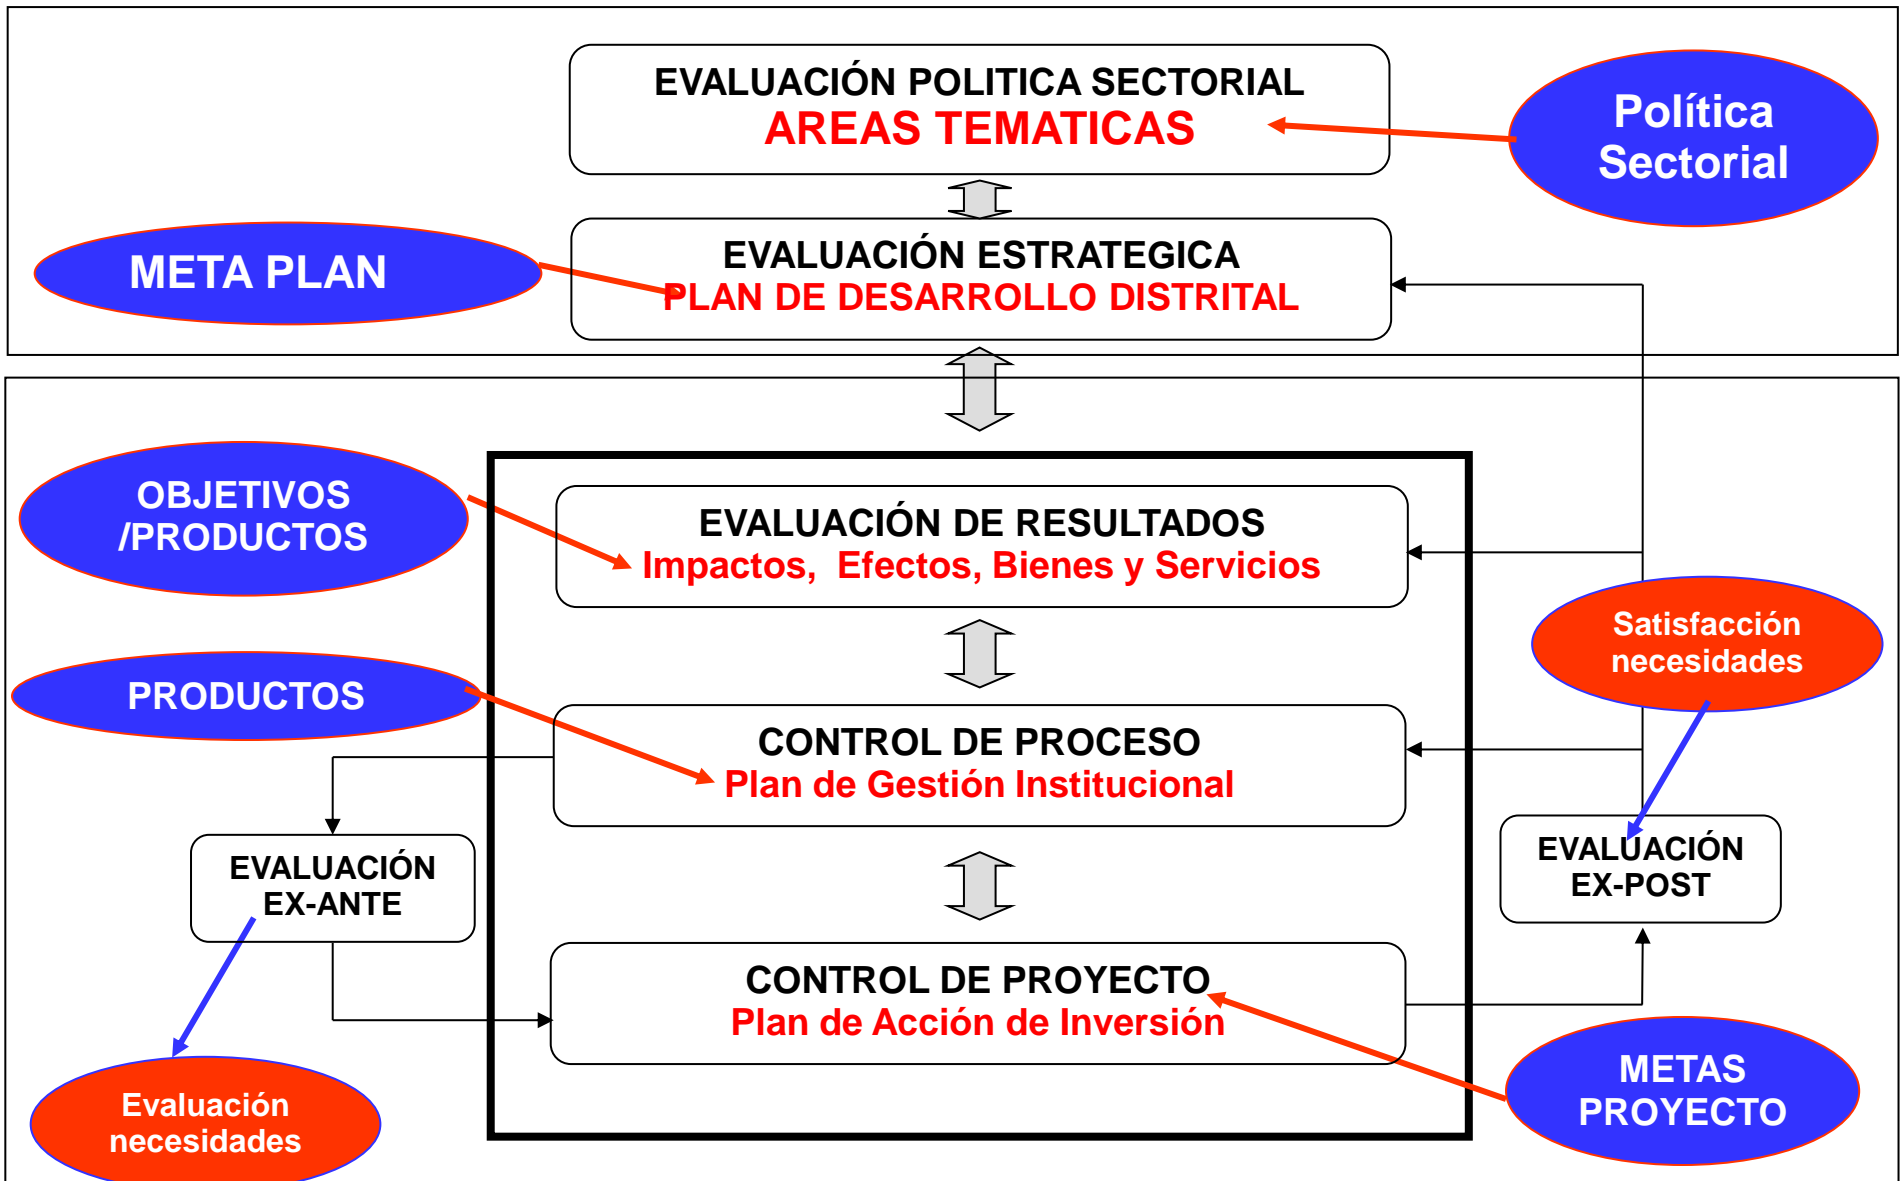 EVALUACIÓN POLITICA SECTORIAL
AREAS TEMATICAS
Política
Sectorial
META PLAN
EVALUACIÓN ESTRATEGICA
PLAN DE DESARROLLO DISTRITAL
OBJETIVOS
/PRODUCTOS
EVALUACIÓN DE RESULTADOS
Impactos, Efectos, Bienes y Servicios
Satisfacción
necesidades
PRODUCTOS
CONTROL DE PROCESO
Plan de Gestión Institucional
EVALUACIÓN
EX-ANTE
EVALUACIÓN
EX-POST
CONTROL DE PROYECTO
Plan de Acción de Inversión
Evaluación
necesidades
METAS
PROYECTO